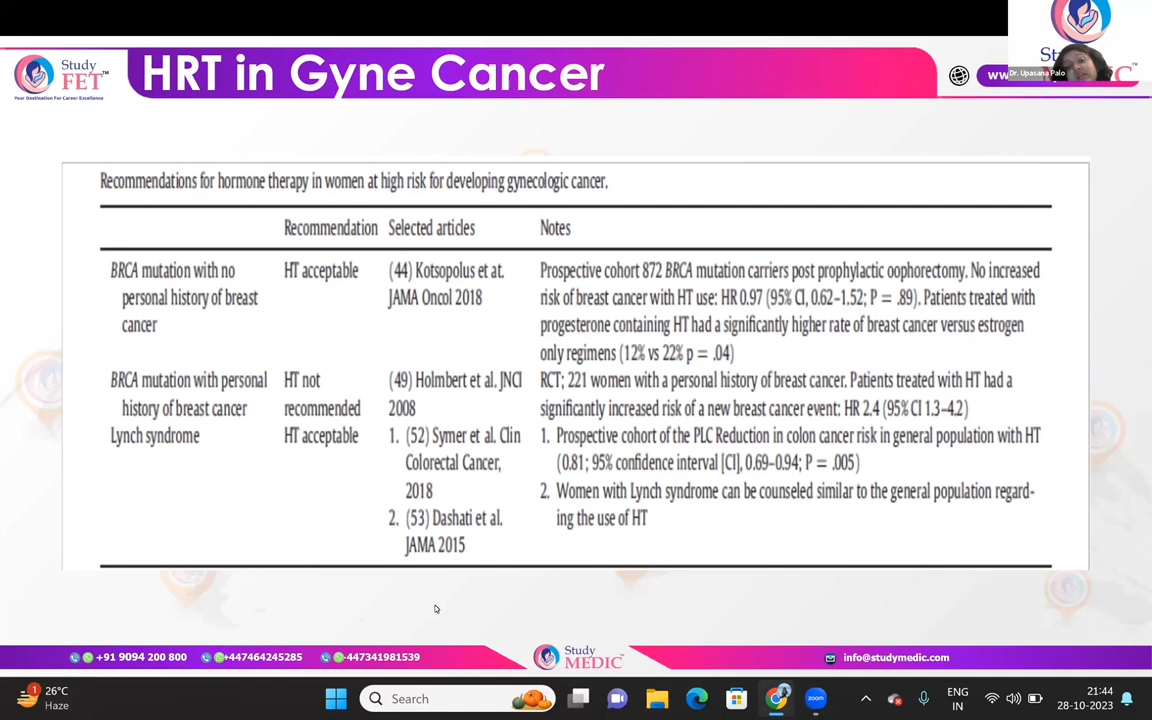 Study
FET™
Your Destination For Career Excellence
HRT in Gyne Cancer
Dr. Upasana Palo
Recommendations for hormone therapy in women at high risk for developing gynecologic cancer.
Recommendation Selected articles Notes
BRCA mutation with no HT acceptable (44) Kotsopolus et at. Prospective cohort 872 BRCA mutation carriers post prophylactic oophorectomy. No increased
personal history of breast JAMA Oncol 2018 risk of breast cancer with HT use: HR 0.97 (95% CI, 0.62–1.52; P = .89). Patients treated with
cancer progesterone containing HT had a significantly higher rate of breast cancer versus estrogen
only regimens (12% vs 22% p = .04)
BRCA mutation with personal HT not (49) Holmbert et al. JNCI RCT; 221 women with a personal history of breast cancer. Patients treated with HT had a
history of breast cancer recommended 2008 significantly increased risk of a new breast cancer event: HR 2.4 (95% CI 1.3–4.2)
Lynch syndrome HT acceptable 1. (52) Symer et al. Clin 1. Prospective cohort of the PLC Reduction in colon cancer risk in general population with HT
Colorectal Cancer, (0.81; 95% confidence interval [CI], 0.69–0.94; P = .005)
2018 2. Women with Lynch syndrome can be counseled similar to the general population regard-
2. (53) Dashati et al. ing the use of HT
JAMA 2015
+91 9094 200 800 +447464245285 +447341981539 Study
MEDIC™ info@studymedic.com
1 26°C
Haze
Search
zoom
ENG
IN
21:44
28-10-2023